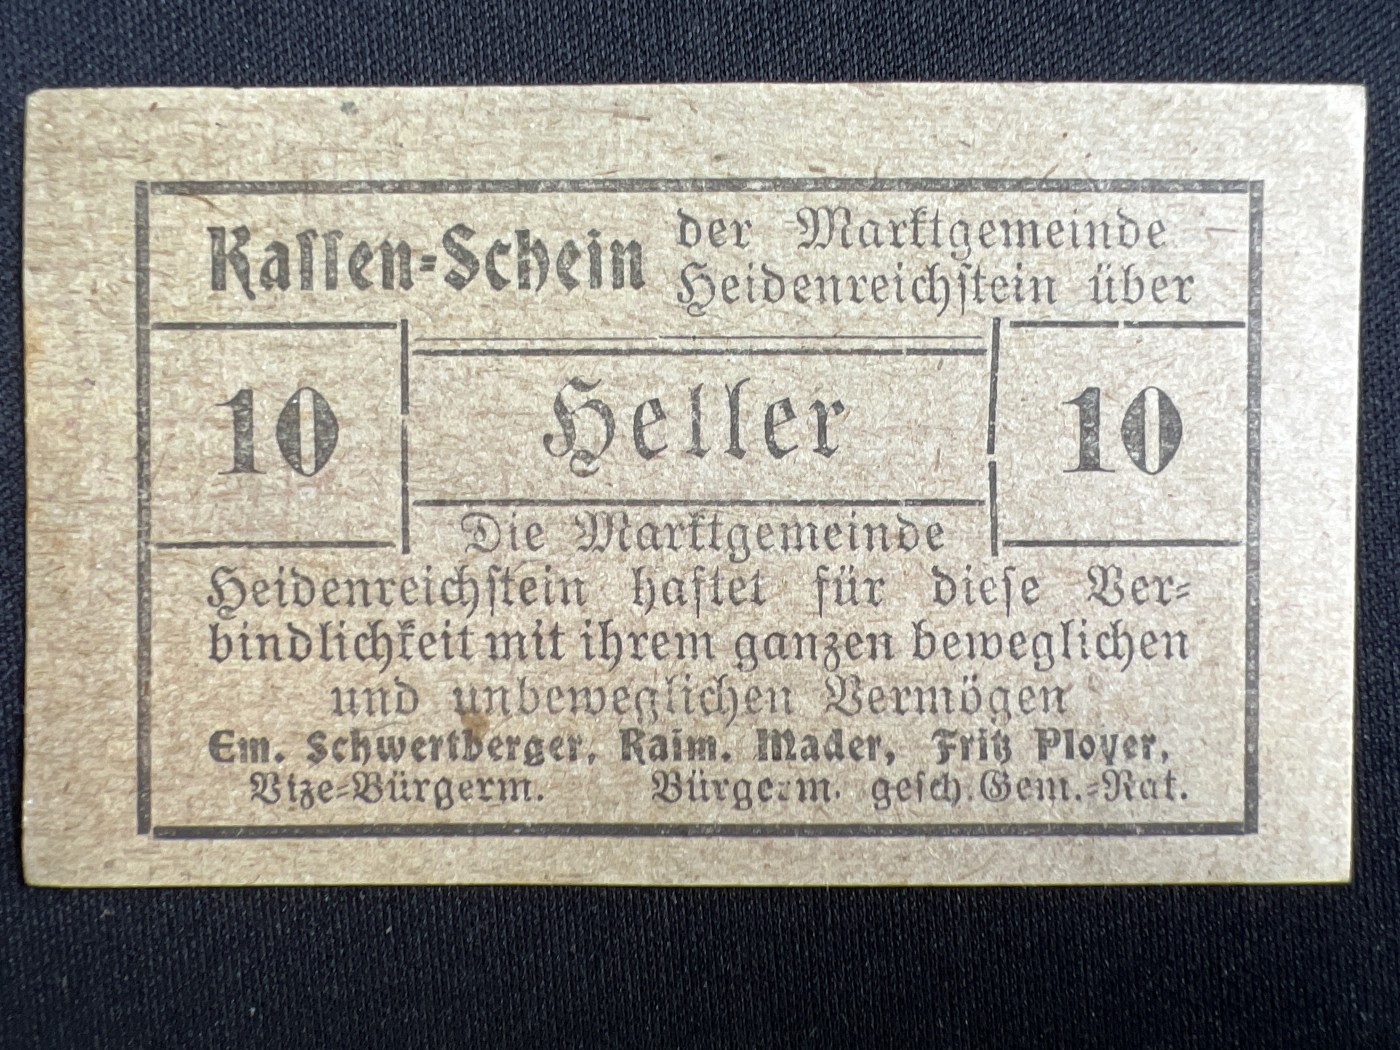 Kassen-Schein der Marktgemeinde
Heidenreichstein über
10 Heller 10
Die Marktgemeinde
Heidenreichstein haftet für diese Ver-
bindlichkeit mit ihrem ganzen beweglichen
und unbeweglichen Vermögen
Em. Schwertberger, Raim. Mader, Fritz Ployer,
Vize-Bürgerm. Bürgerm. gesch. Gem.-Rat.